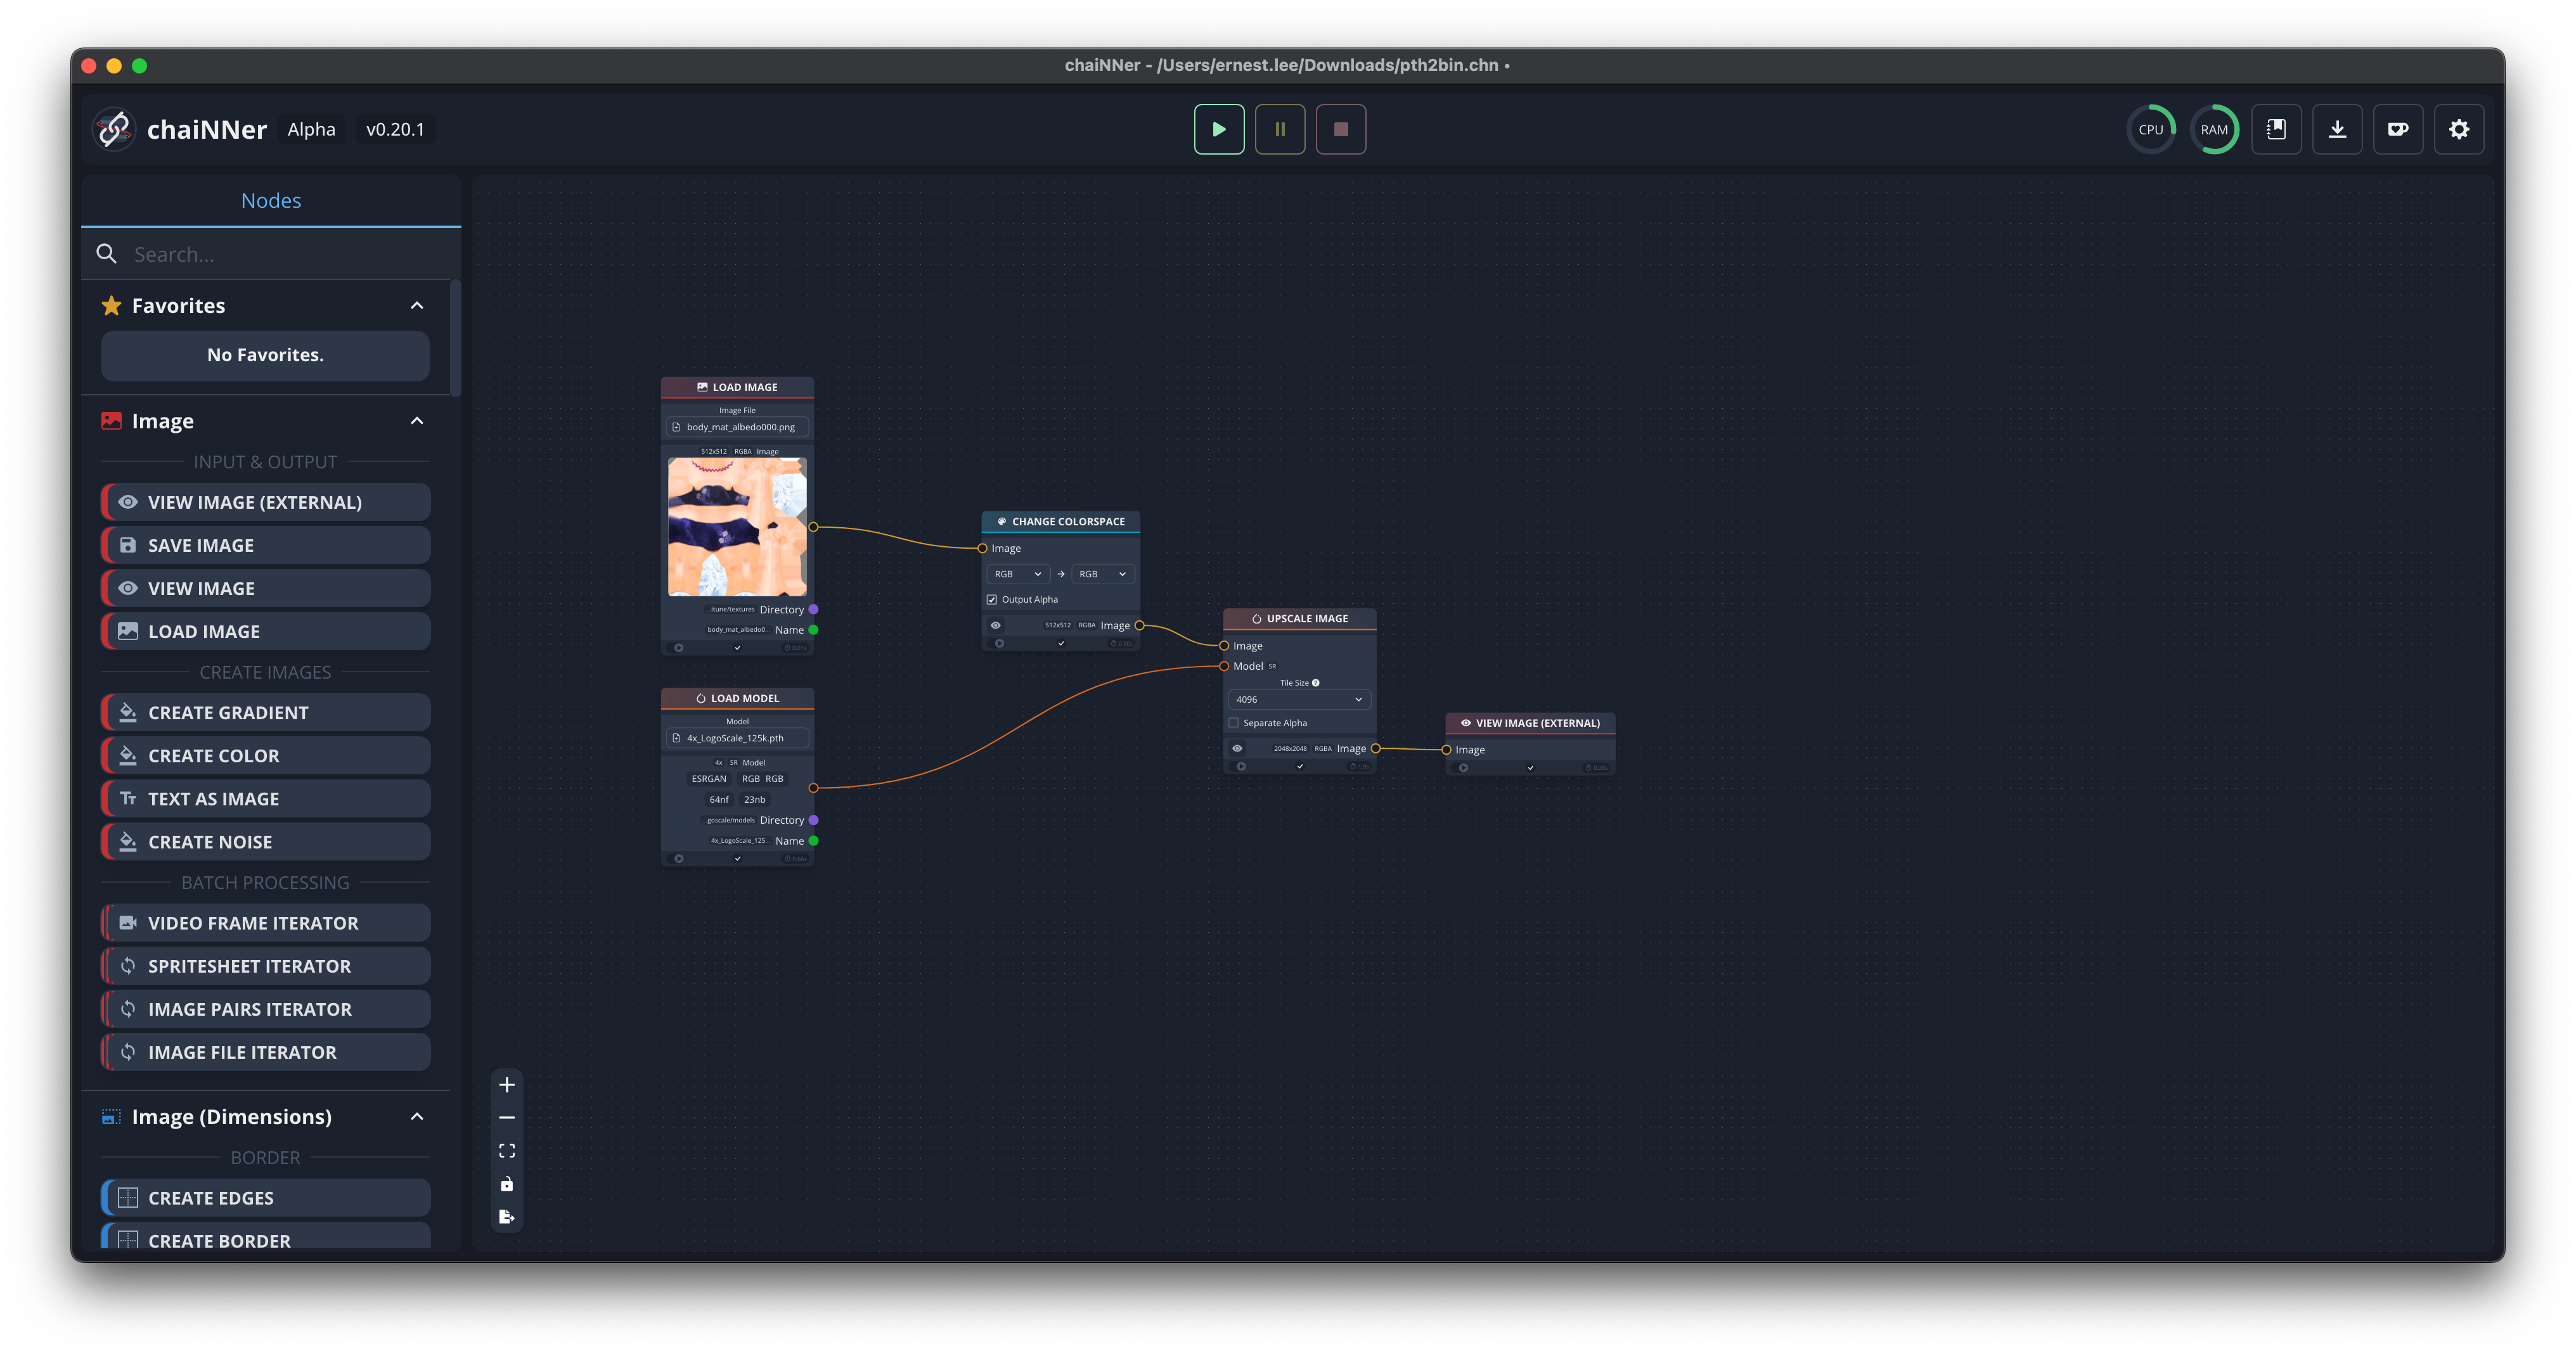 chaiNNer - /Users/ernest.lee/Downloads/pth2bin.chn •
chaiNNer Alpha v0.20.1
CPU RAM
Nodes
Search...
Favorites
No Favorites.
Image
INPUT & OUTPUT
VIEW IMAGE (EXTERNAL)
SAVE IMAGE
VIEW IMAGE
LOAD IMAGE
CREATE IMAGES
CREATE GRADIENT
CREATE COLOR
TEXT AS IMAGE
CREATE NOISE
BATCH PROCESSING
VIDEO FRAME ITERATOR
SPRITESHEET ITERATOR
IMAGE PAIRS ITERATOR
IMAGE FILE ITERATOR
Image (Dimensions)
BORDER
CREATE EDGES
CREATE BORDER
LOAD IMAGE
Image File
body_mat_albedo000.png
512x512 RGBA Image
...itune/textures Directory
body_mat_albedo0... Name
LOAD MODEL
Model
4x_LogoScale_125k.pth
4x SR Model
ESRGAN RGB RGB
64nf 23nb
...goscale/models Directory
4x_LogoScale_125... Name
CHANGE COLORSPACE
Image
RGB → RGB
Output Alpha
512x512 RGBA Image
UPSCALE IMAGE
Image
Model SR
Tile Size
4096
Separate Alpha
2048x2048 RGBA Image
VIEW IMAGE (EXTERNAL)
Image